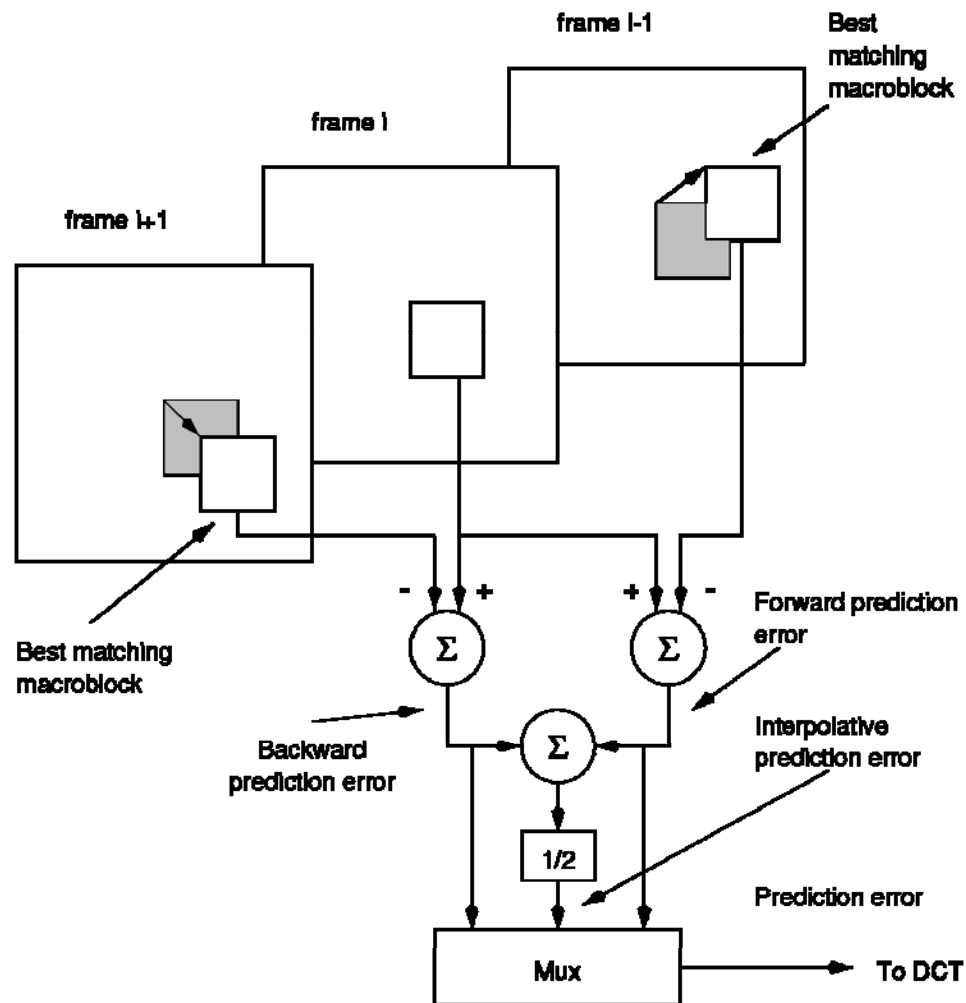 frame i-1
Best
matching
macroblock
frame i
frame i+1
- + + -
Σ Σ
Forward prediction
error
Best matching
macroblock
Backward
prediction error
Σ
Interpolative
prediction error
1/2
Prediction error
Mux
To DCT